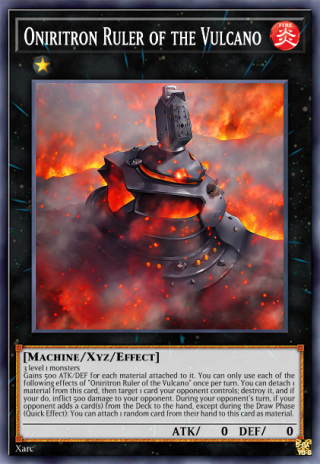 Oniritron Ruler of the Vulcano
FIRE
炎
[Machine/Xyz/Effect]
3 level 1 monsters
Gains 500 ATK/DEF for each material attached to it. You can only use each of the
following effects of "Oniritron Ruler of the Vulcano" once per turn. You can detach 1
material from this card, then target 1 card your opponent controls; destroy it, and if
your do, inflict 500 damage to your opponent. During your opponent's turn, if your
opponent adds a card(s) from the Deck to the hand, except during the Draw Phase
(Quick Effect): You can attach 1 random card from their hand to this card as material.
ATK/ 0 DEF/ 0
Xarc